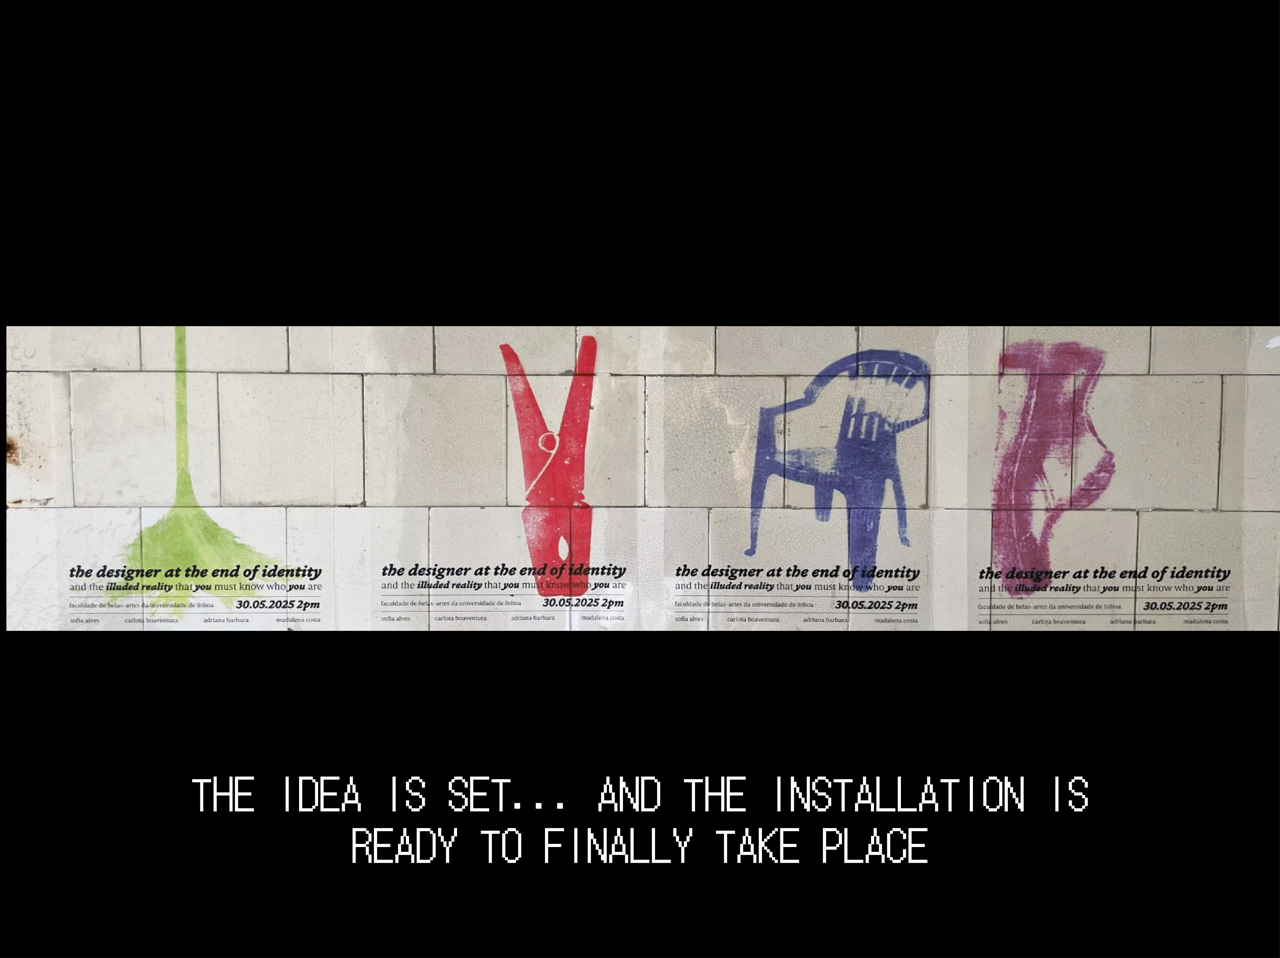 the designer at the end of identity
and the illuded reality that you must know who you are
faculdade de belas-artes da universidade de lisboa 30.05.2025 2pm
sofia alves carlota boaventura adriana barbara madalena costa
the designer at the end of identity
and the illuded reality that you must know who you are
faculdade de belas-artes da universidade de lisboa 30.05.2025 2pm
sofia alves carlota boaventura adriana barbara madalena costa
the designer at the end of identity
and the illuded reality that you must know who you are
faculdade de belas-artes da universidade de lisboa 30.05.2025 2pm
sofia alves carlota boaventura adriana barbara madalena costa
the designer at the end of identity
and the illuded reality that you must know who you are
faculdade de belas-artes da universidade de lisboa 30.05.2025 2pm
sofia alves carlota boaventura adriana barbara madalena costa
THE IDEA IS SET... AND THE INSTALLATION IS
READY TO FINALLY TAKE PLACE